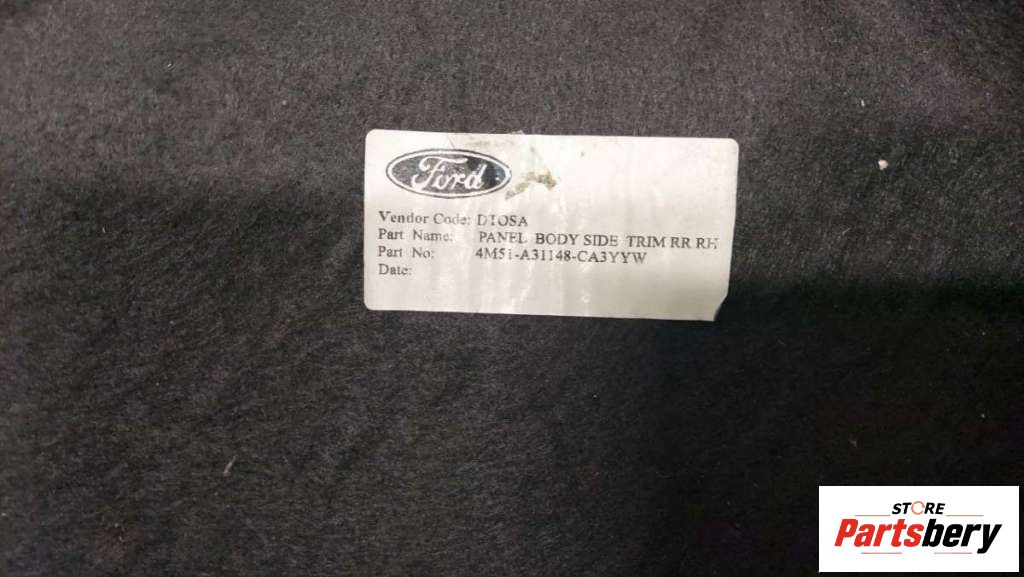 Ford
Vendor Code: DTOSA
Part Name: PANEL BODY SIDE TRIM RR RH
Part No: 4M51-A31148-CA3YYW
Date:
STORE
Partsbery